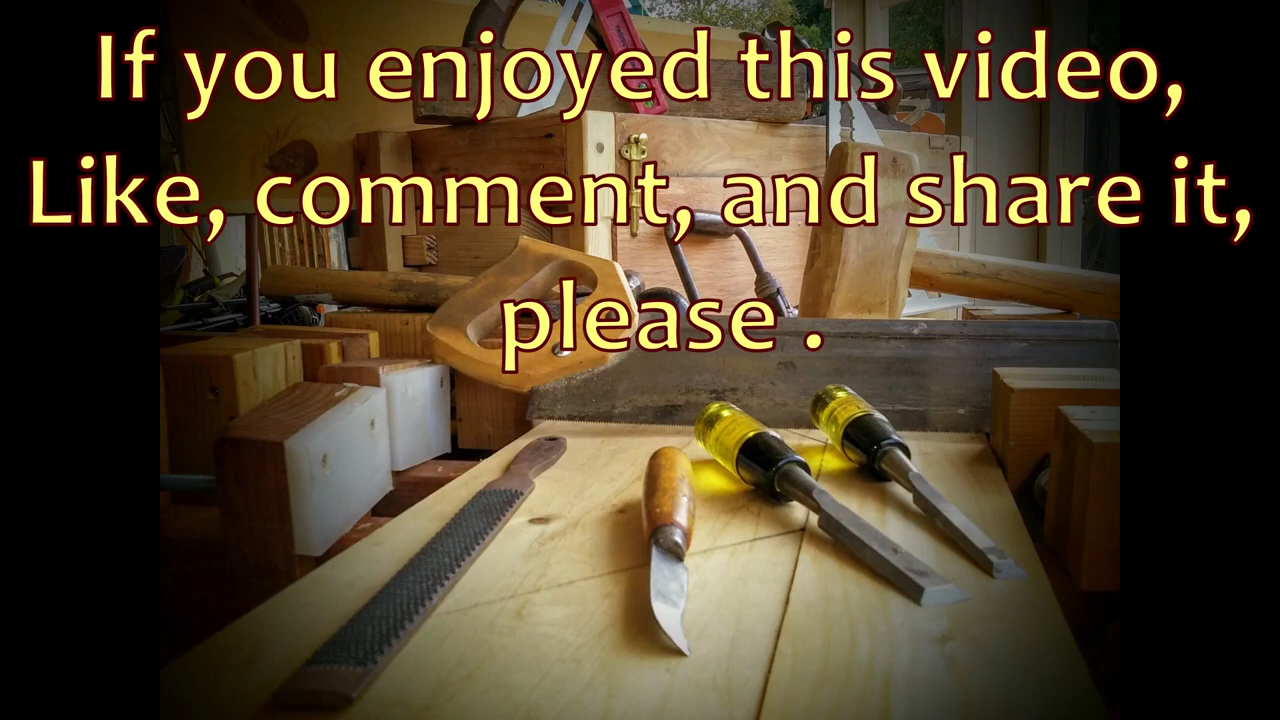 If you enjoyed this video,
Like, comment, and share it,
please .